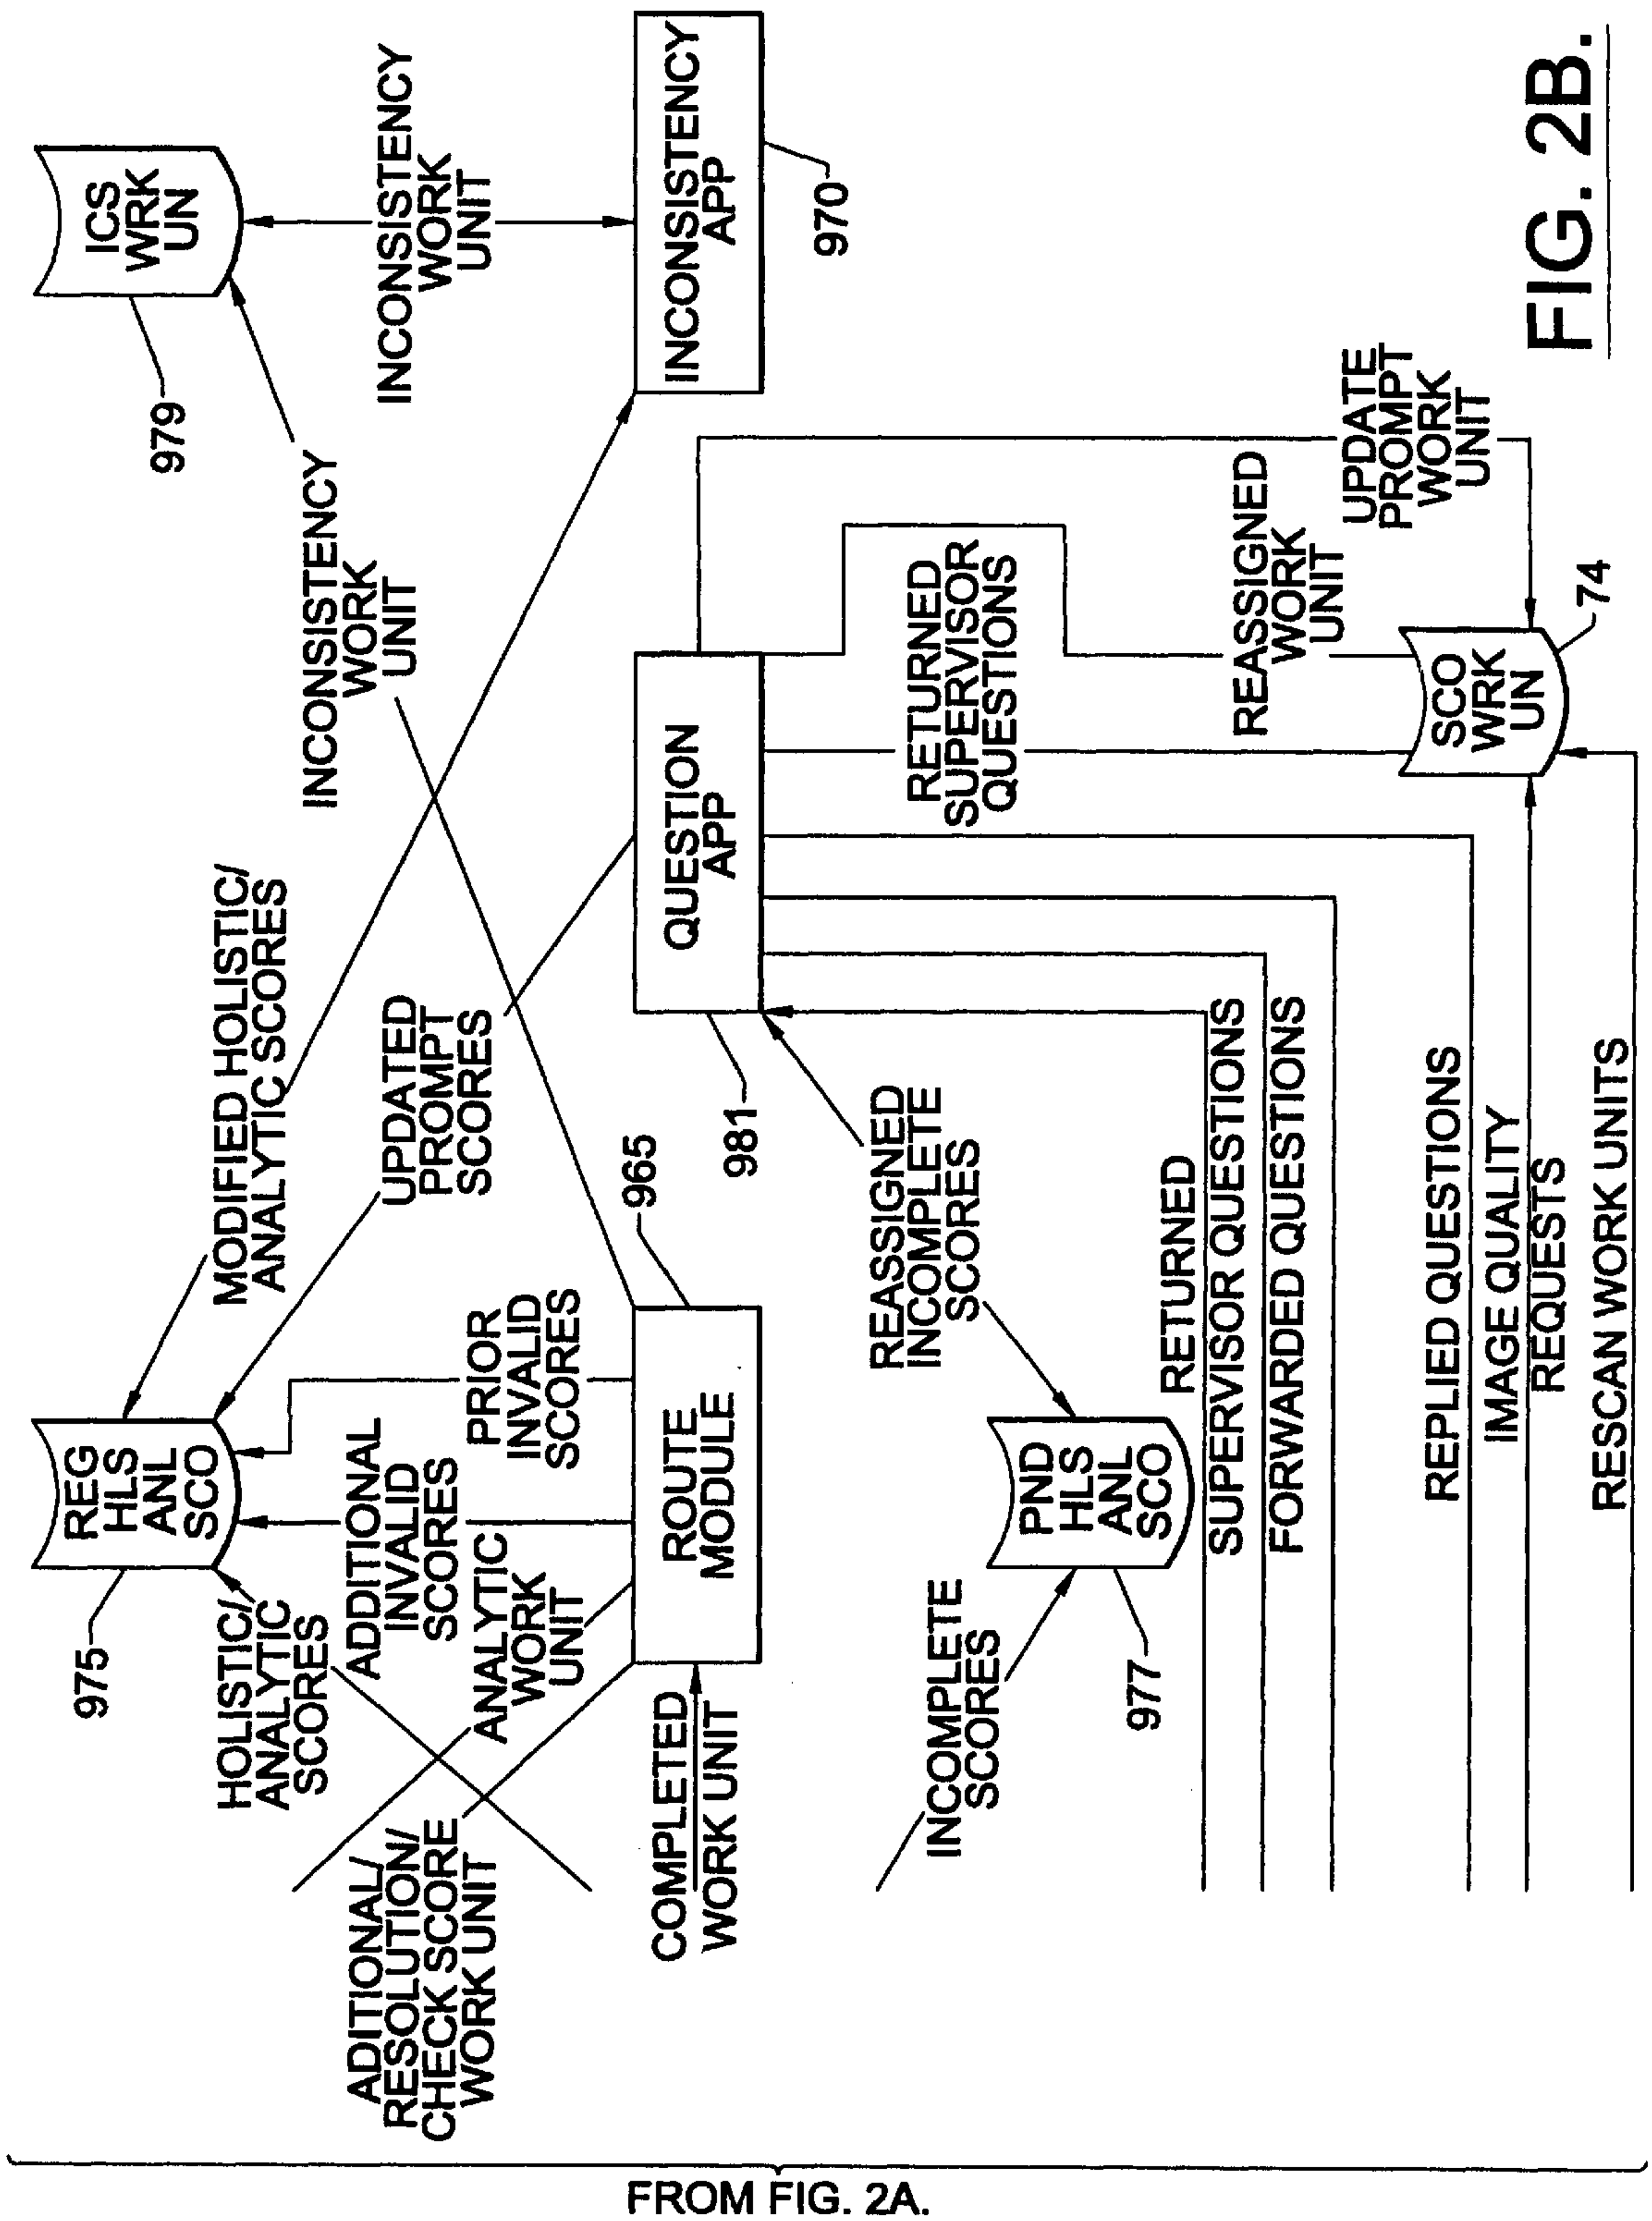 FROM FIG. 2A.
REG
HLS
ANL
SCO
975
HOLISTIC/
ANALYTIC
SCORES
ADDITIONAL
INVALID
SCORES
PRIOR
INVALID
SCORES
ANALYTIC
WORK
UNIT
ADITIONAL/
RESOLUTION/
CHECK SCORE
WORK UNIT
COMPLETED
WORK UNIT
ROUTE
MODULE
965
MODIFIED HOLISTIC/
ANALYTIC SCORES
UPDATED
PROMPT
SCORES
INCONSISTENCY
WORK
UNIT
ICS
WRK
UN
979
INCONSISTENCY
WORK
UNIT
INCONSISTENCY
APP
970
QUESTION
APP
981
REASSIGNED
INCOMPLETE
SCORES
INCOMPLETE
SCORES
PND
HLS
ANL
SCO
977
RETURNED
SUPERVISOR
QUESTIONS
REASSIGNED
WORK
UNIT
UPDATE
PROMPT
WORK
UNIT
SCO
WRK
UN
74
RETURNED
SUPERVISOR QUESTIONS
FORWARDED QUESTIONS
REPLIED QUESTIONS
IMAGE QUALITY
REQUESTS
RESCAN WORK UNITS
FIG. 2B.